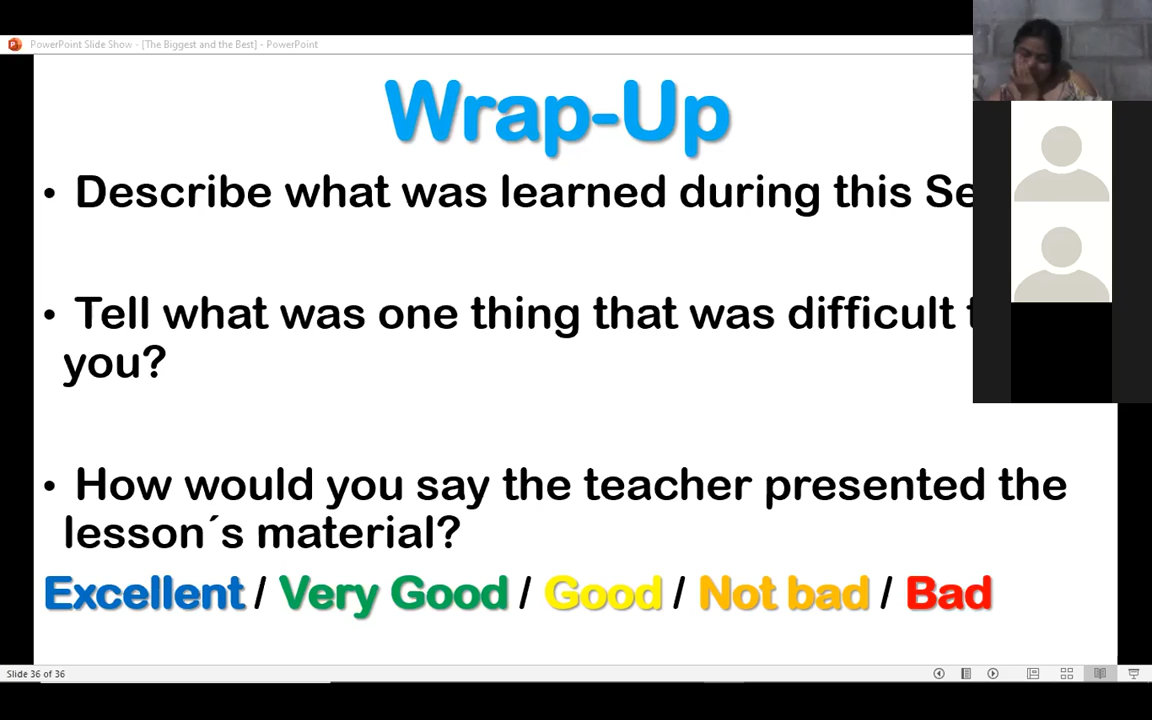 PowerPoint Slide Show - [The Biggest and the Best] - PowerPoint
Wrap-Up
• Describe what was learned during this
• Tell what was one thing that was difficult
you?
• How would you say the teacher presented the
lesson´s material?
Excellent / Very Good / Good / Not bad / Bad
Slide 36 of 36